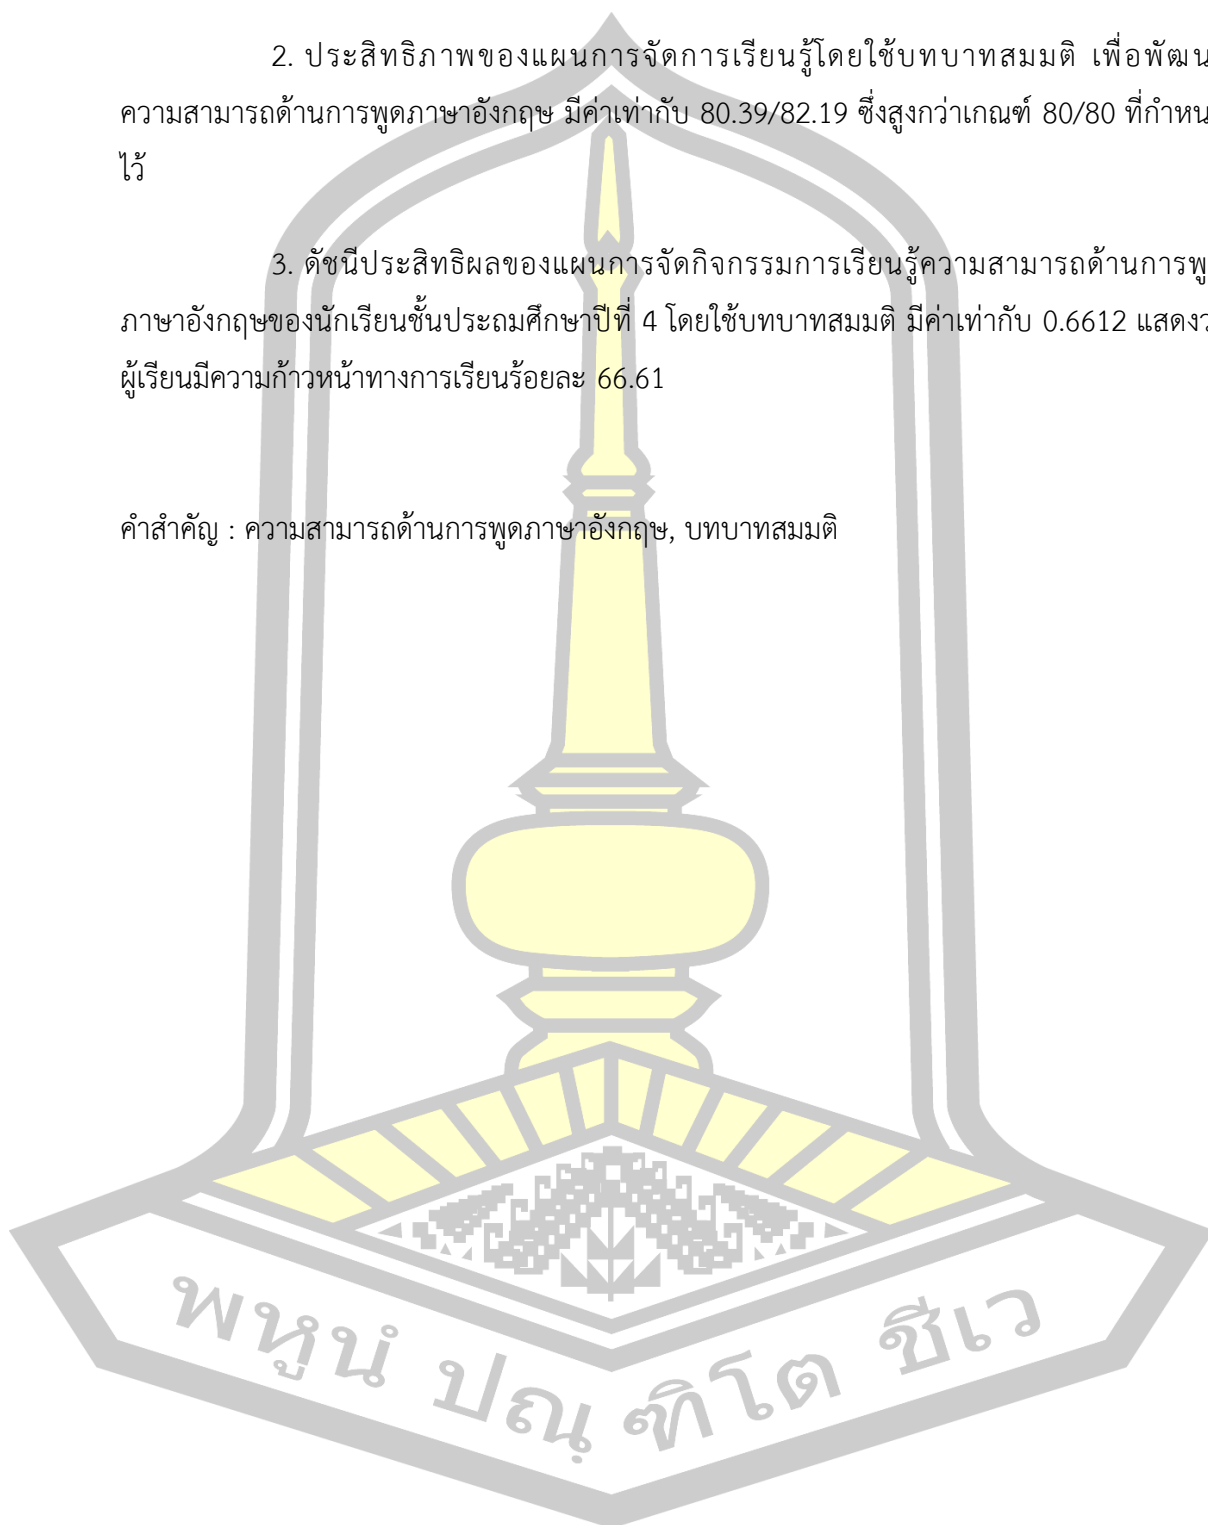 2. ประสิทธิภาพของแผนการจัดการเรียนรู้โดยใช้บทบาทสมมติ เพื่อพัฒน
ความสามารถด้านการพูดภาษาอังกฤษ มีค่าเท่ากับ 80.39/82.19 ซึ่งสูงกว่าเกณฑ์ 80/80 ที่กำหน
ไว้
3. ดัชนีประสิทธิผลของแผนการจัดกิจกรรมการเรียนรู้ความสามารถด้านการพู
ภาษาอังกฤษของนักเรียนชั้นประถมศึกษาปีที่ 4 โดยใช้บทบาทสมมติ มีค่าเท่ากับ 0.6612 แสดงว
ผู้เรียนมีความก้าวหน้าทางการเรียนร้อยละ 66.61
คำสำคัญ : ความสามารถด้านการพูดภาษาอังกฤษ, บทบาทสมมติ
พหูนํ ปณฺฑิโต ชีเว